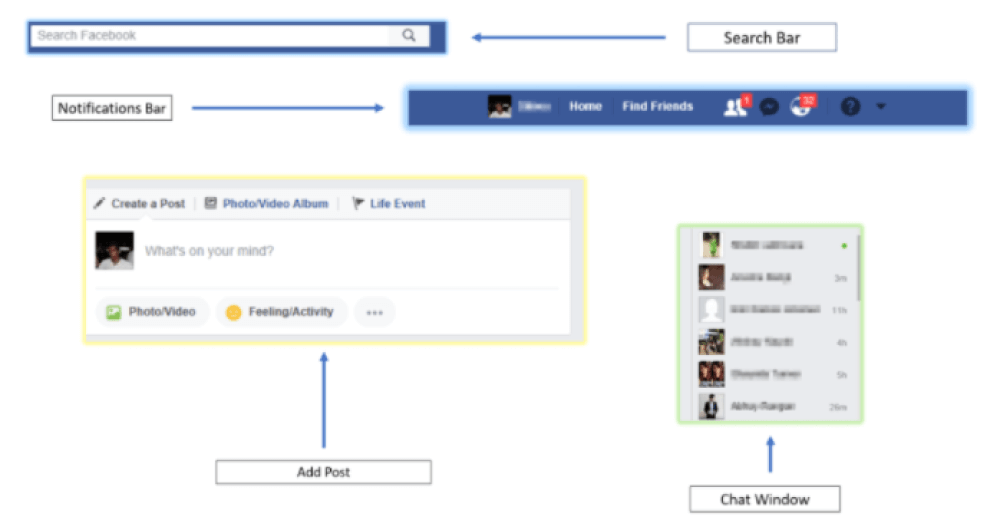 Search Facebook
Search Bar
Notifications Bar
Home Find Friends 1 32 ?
Create a Post Photo/Video Album Life Event
What's on your mind?
Photo/Video Feeling/Activity ...
3m
11h
4h
5h
26m
Add Post
Chat Window